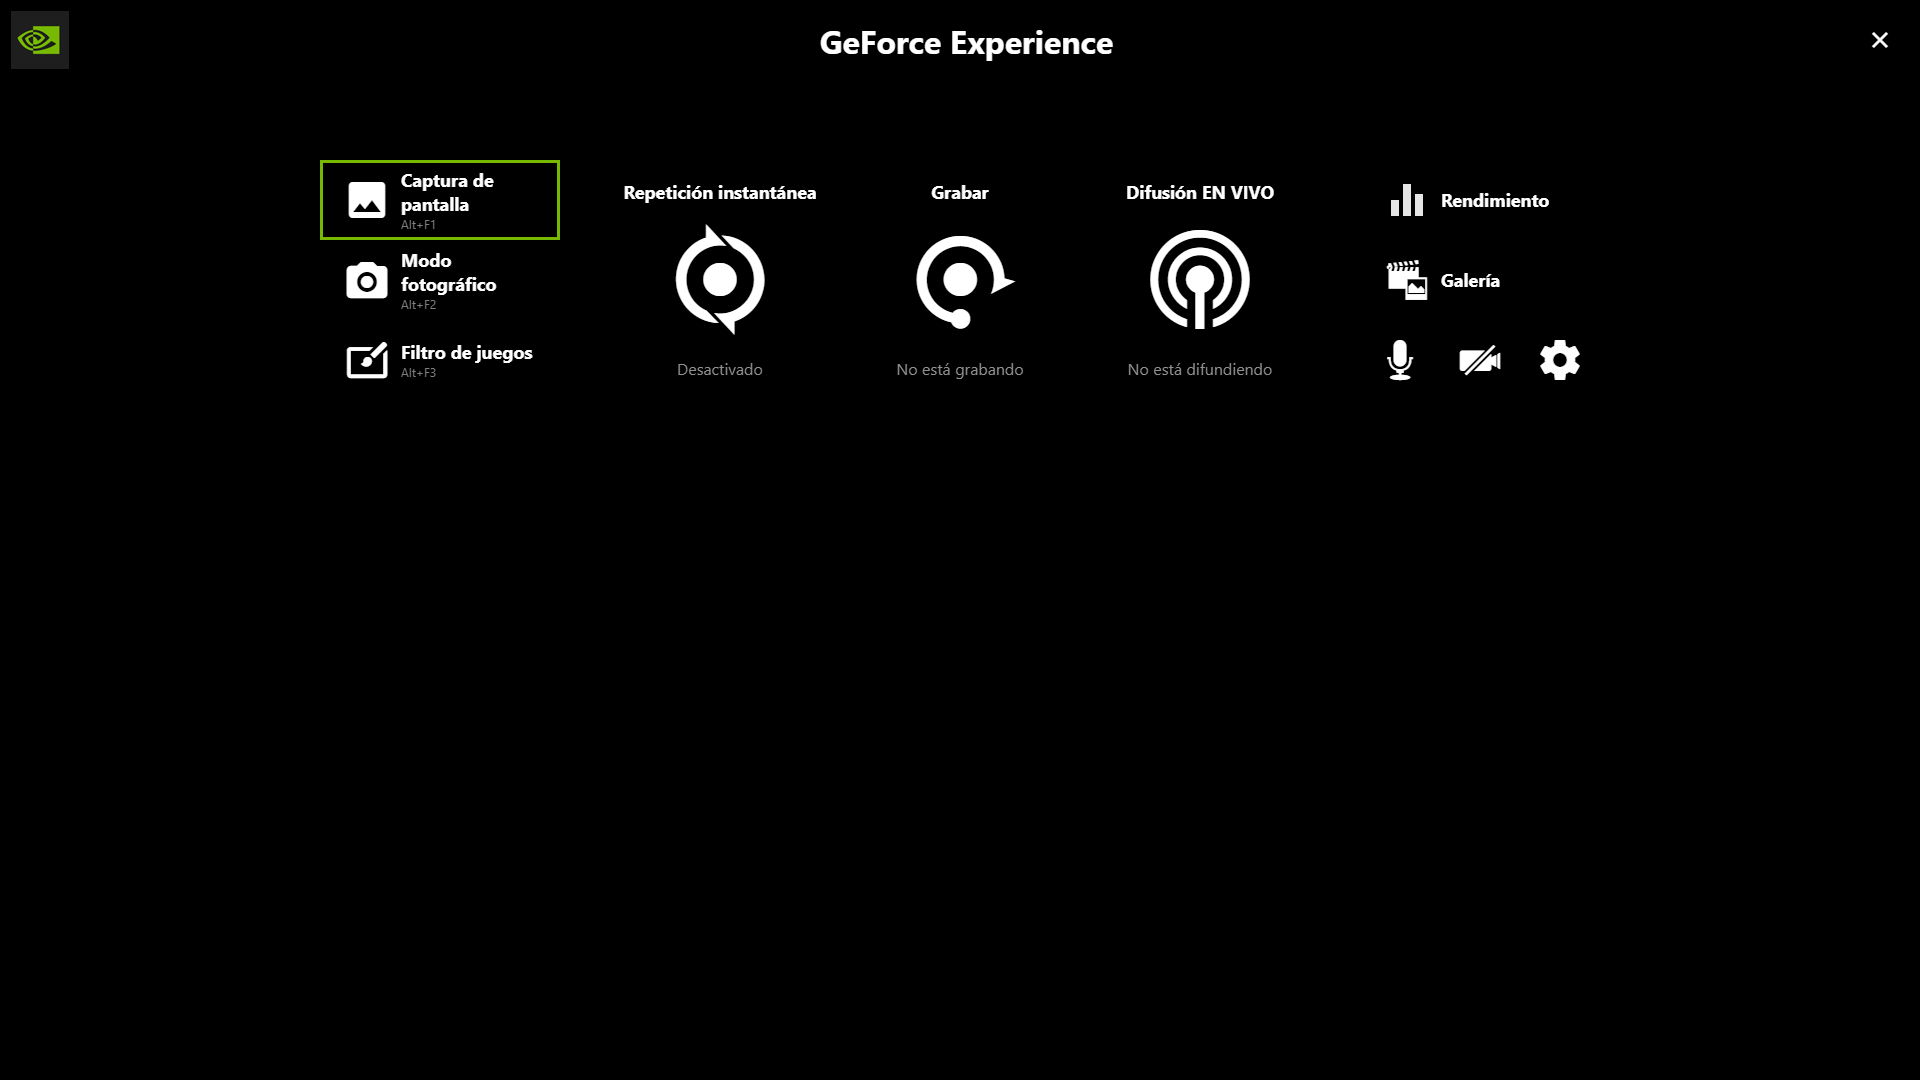 GeForce Experience
Captura de
pantalla
Alt+F1
Modo
fotográfico
Alt+F2
Filtro de juegos
Alt+F3
Repetición instantánea
Desactivado
Grabar
No está grabando
Difusión EN VIVO
No está difundiendo
Rendimiento
Galería